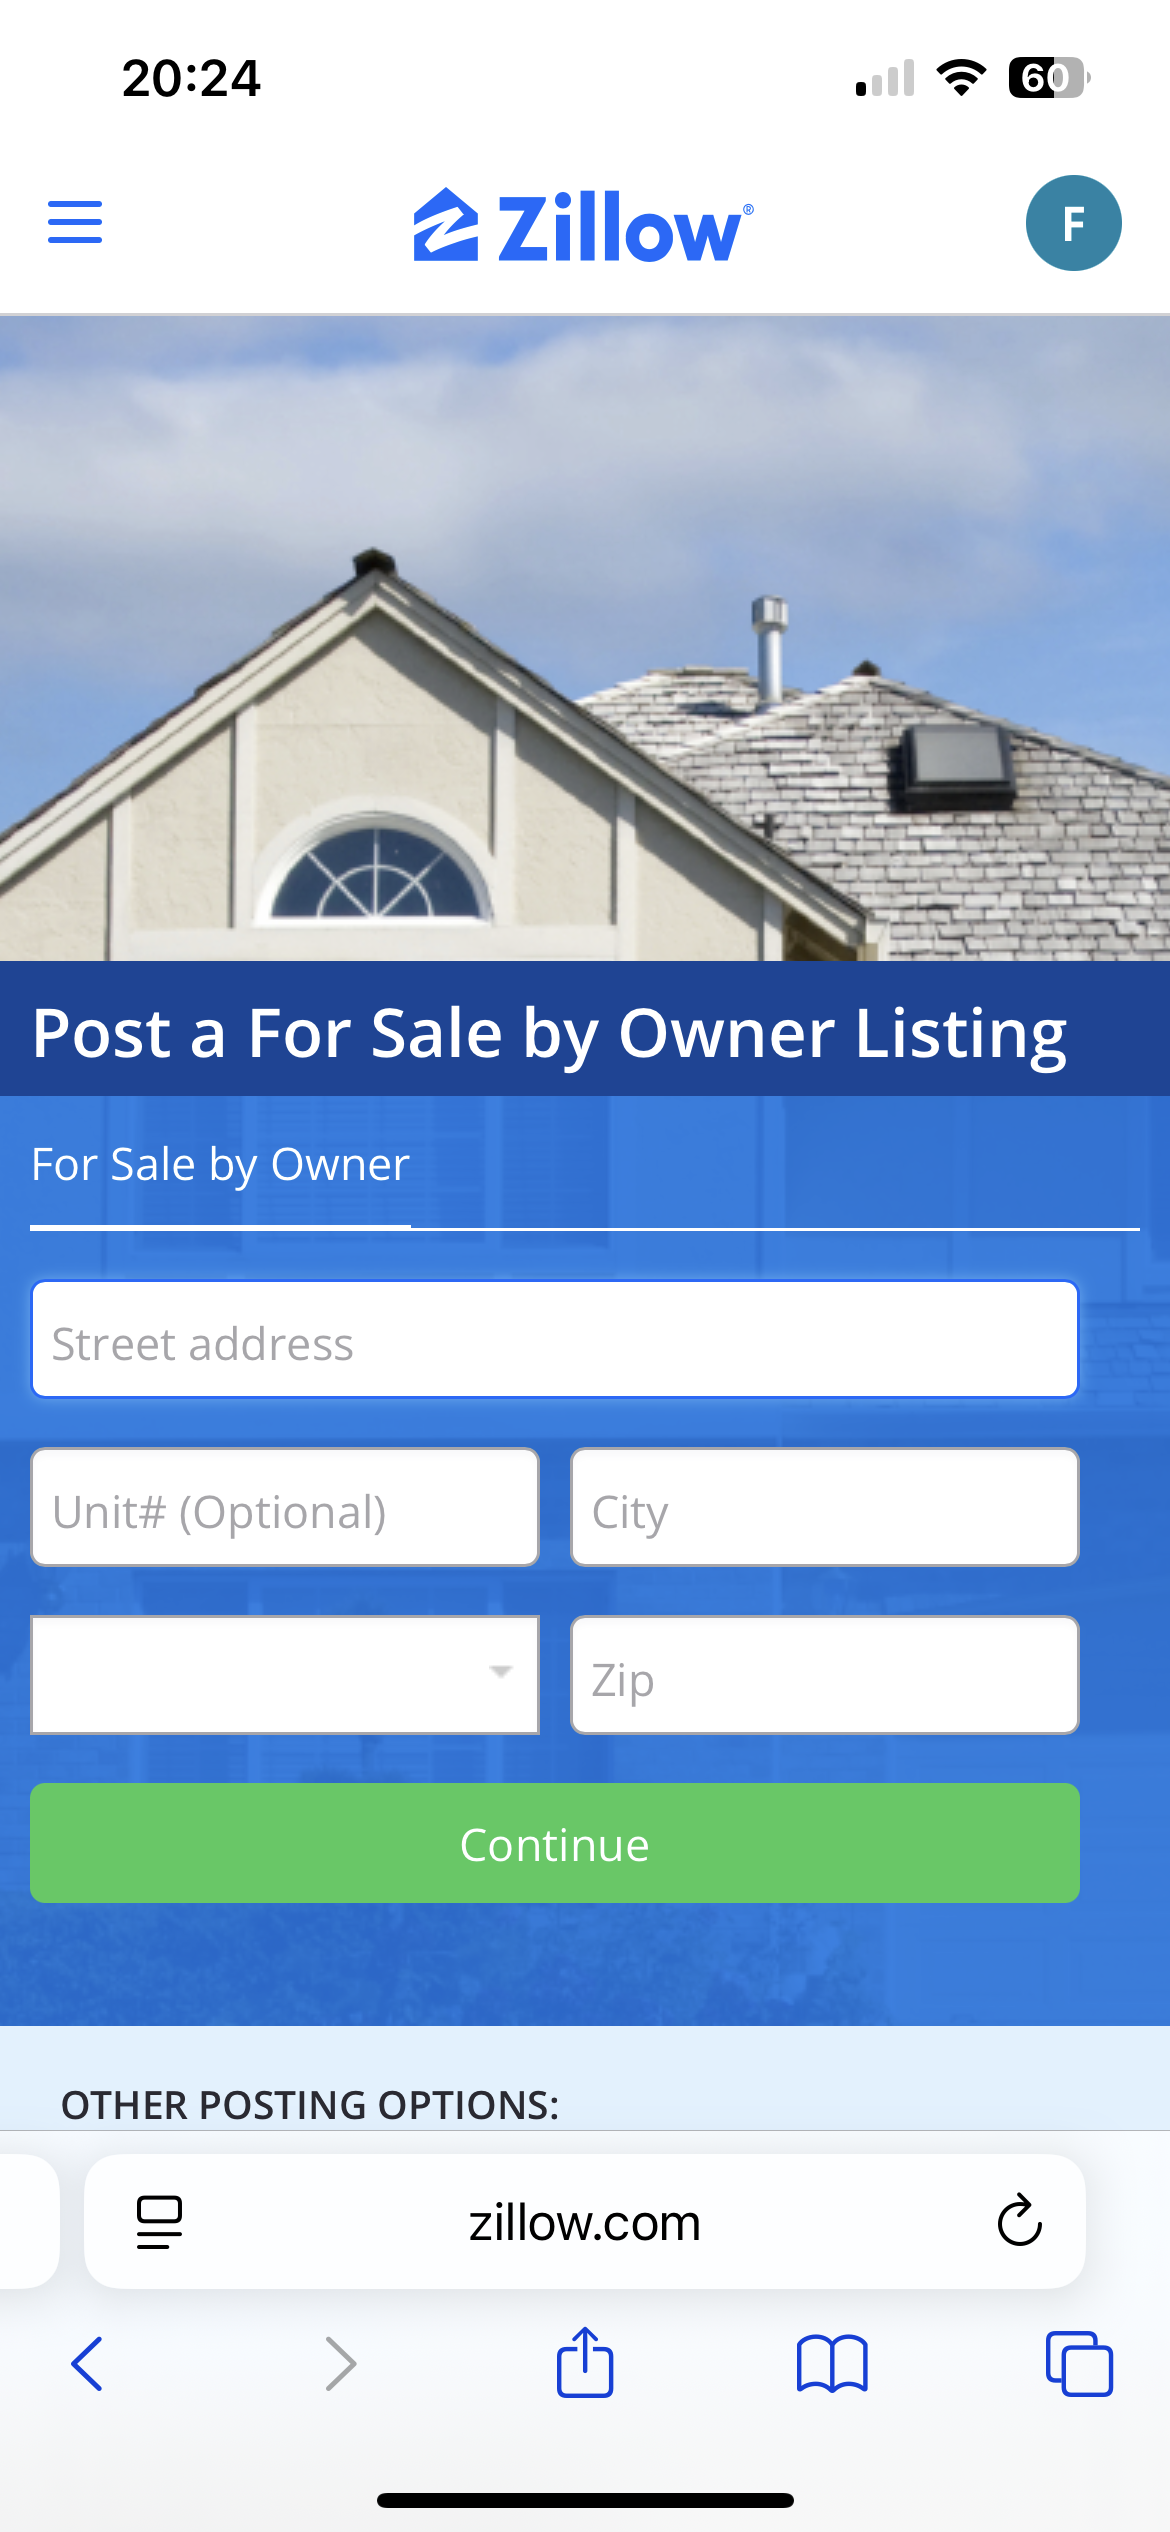 20:24
60
Zillow®
F
Post a For Sale by Owner Listing
For Sale by Owner
Street address
Unit# (Optional)
City
Zip
Continue
OTHER POSTING OPTIONS:
zillow.com